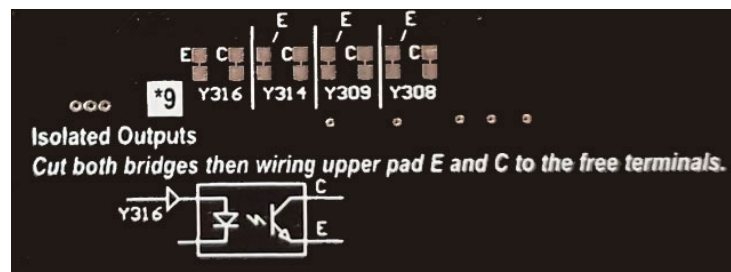 E E
E C C C C
*9 Y316 Y314 Y309 Y308
Isolated Outputs
Cut both bridges then wiring upper pad E and C to the free terminals.
C
Y316
E